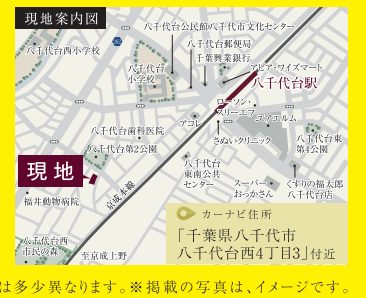 現地案内図
八千代台公民館
八千代市文化センター
八千代台西小学校
八千代台郵便局
千葉興業銀行
八千代台
小学校
アピア・ワイズマート
八千代台駅
ローソン・
スリーエフ
ユアエルム
アコレ
八千代台歯科医院
さぬいクリニック
八千代台東
第4公園
八千代台第2公園
現地
八千代台
東南公共
センター
スーパー
おっかさん
くすりの福太郎
八千代台店
福井動物病院
京成本線
カーナビ住所
「千葉県八千代市
八千代台西4丁目3」付近
八千代台西
市民の森
至京成上野
は多少異なります。※掲載の写真は、イメージです。